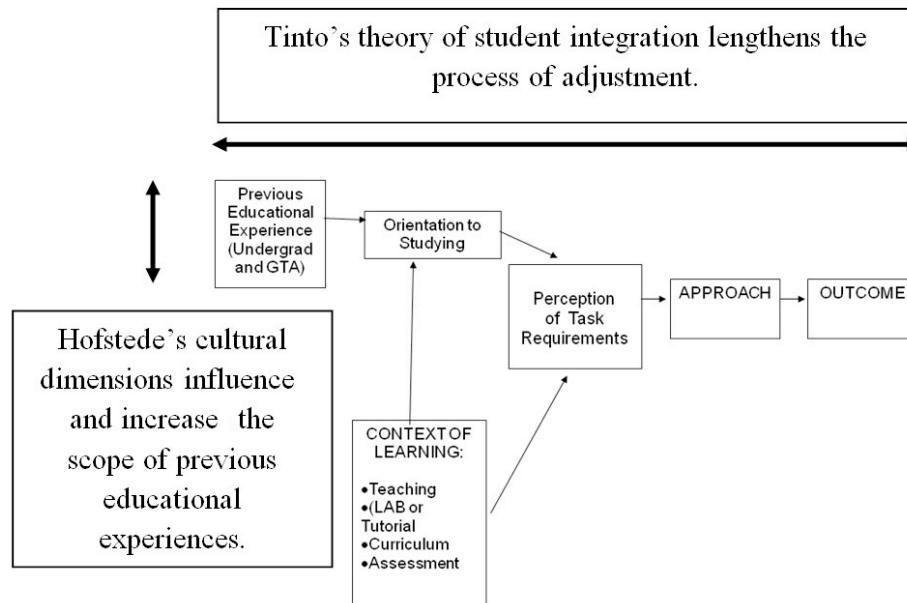 Tinto’s theory of student integration lengthens the
process of adjustment.
Previous
Educational
Experience
(Undergrad
and GTA)
Orientation to
Studying
Perception
of Task
Requirements
APPROACH
OUTCOME
Hofstede’s cultural
dimensions influence
and increase the
scope of previous
educational
experiences.
CONTEXT OF
LEARNING:
•Teaching
•(LAB or
Tutorial
•Curriculum
•Assessment